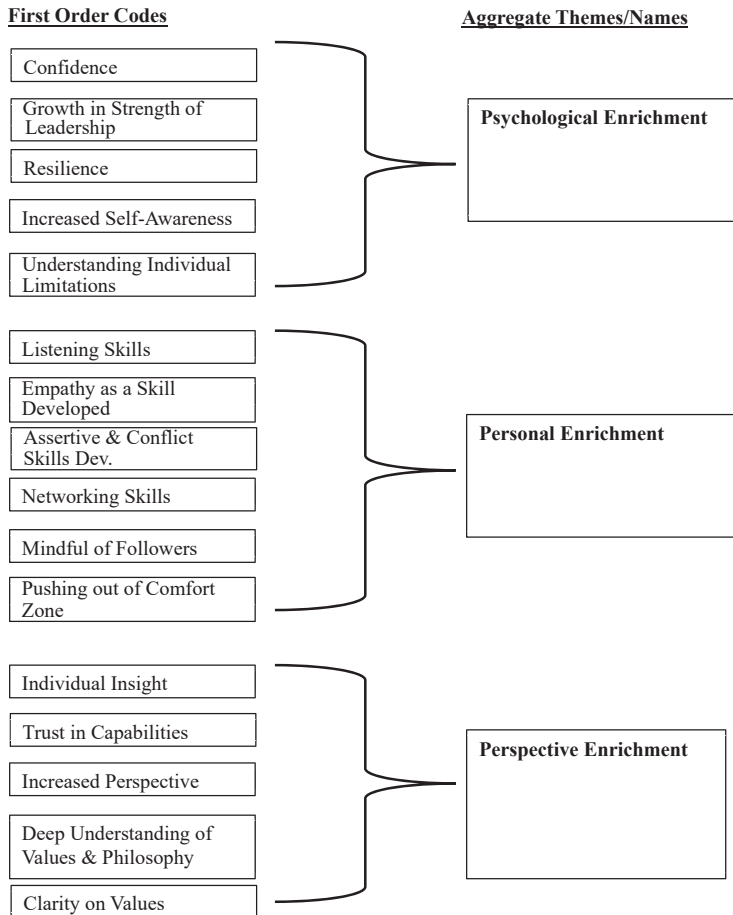 First Order Codes
Aggregate Themes/Names
Confidence
Growth in Strength of
Leadership
Resilience
Increased Self-Awareness
Understanding Individual
Limitations
Psychological Enrichment
Listening Skills
Empathy as a Skill
Developed
Assertive & Conflict
Skills Dev.
Networking Skills
Mindful of Followers
Pushing out of Comfort
Zone
Personal Enrichment
Individual Insight
Trust in Capabilities
Increased Perspective
Deep Understanding of
Values & Philosophy
Clarity on Values
Perspective Enrichment